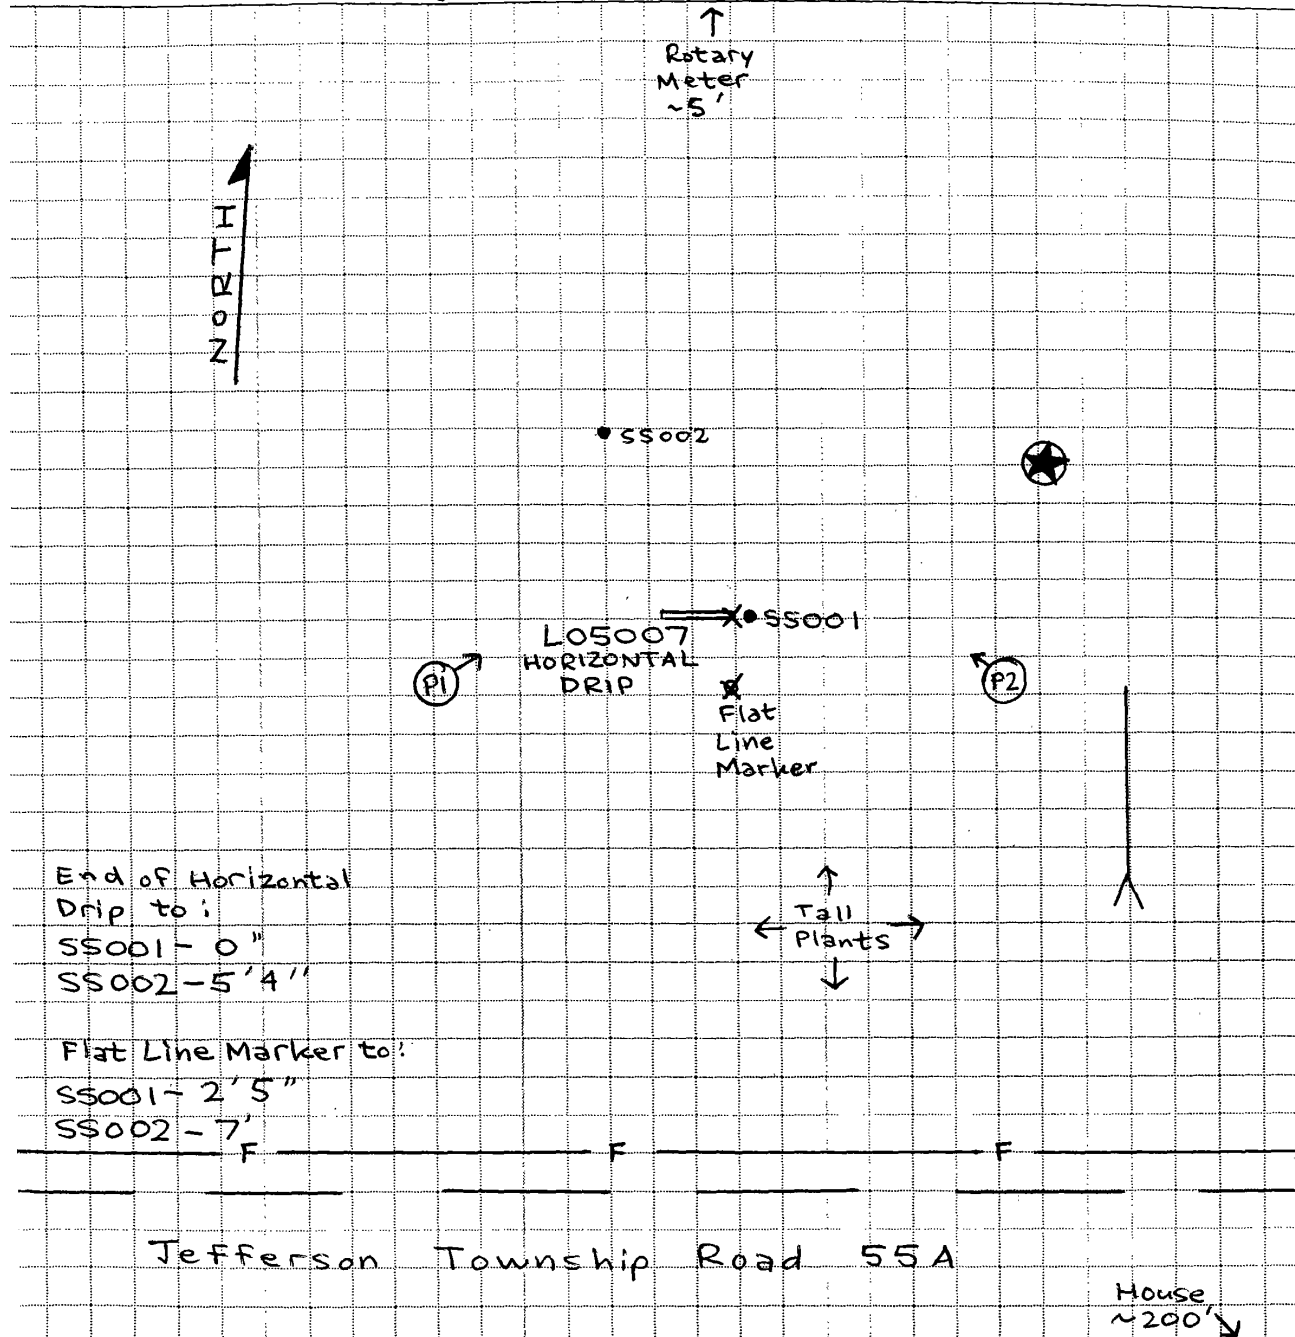 Rotary
Meter
~5'
NORTH
SS002
SS001
L05007
HORIZONTAL
DRIP
P1
P2
Flat
Line
Marker
End of Horizontal
Drip to:
SS001 - 0"
SS002 - 5'4"
Tall
Plants
Flat Line Marker to:
SS001 - 2'5"
SS002 - 7'
F F F
Jefferson Township Road 55A
House
~200'